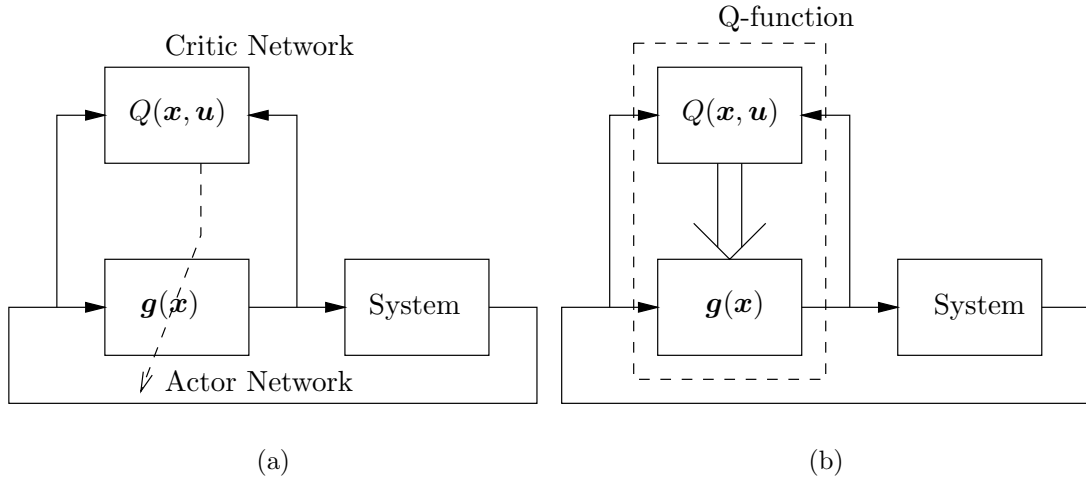 Critic Network
Q(x, u)
g(x)
System
Actor Network
(a)
Q-function
Q(x, u)
g(x)
System
(b)